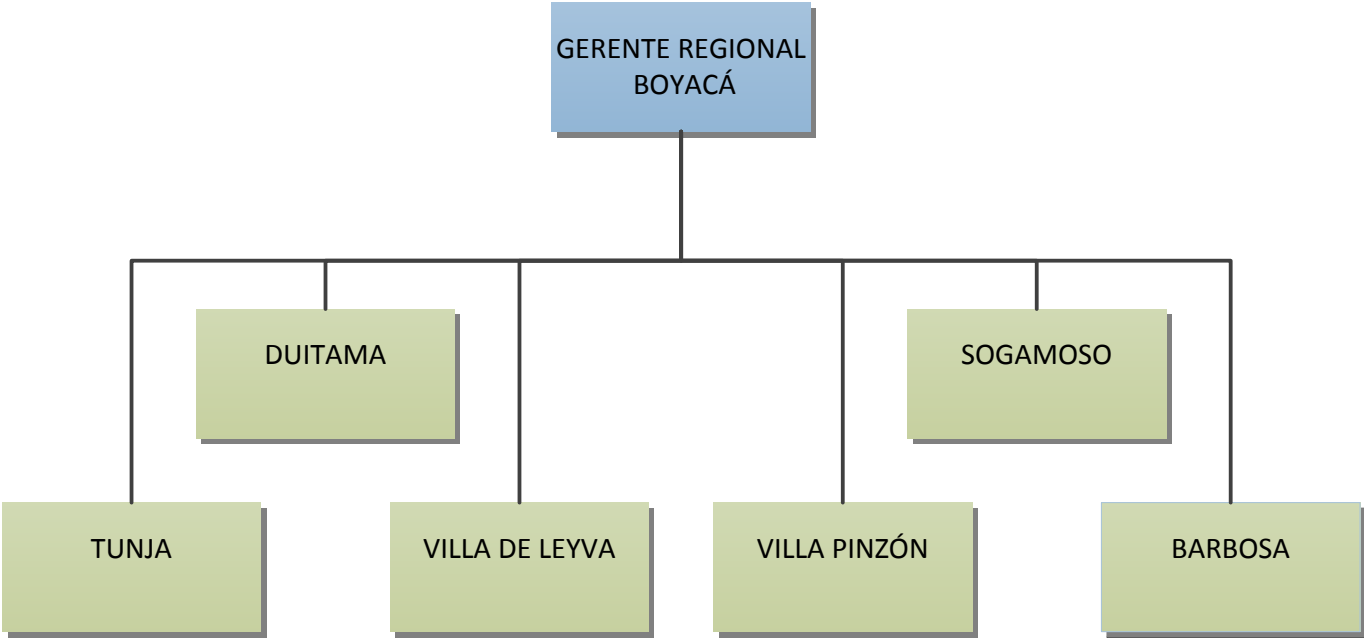 GERENTE REGIONAL
BOYACÁ
DUITAMA
SOGAMOSO
TUNJA
VILLA DE LEYVA
VILLA PINZÓN
BARBOSA